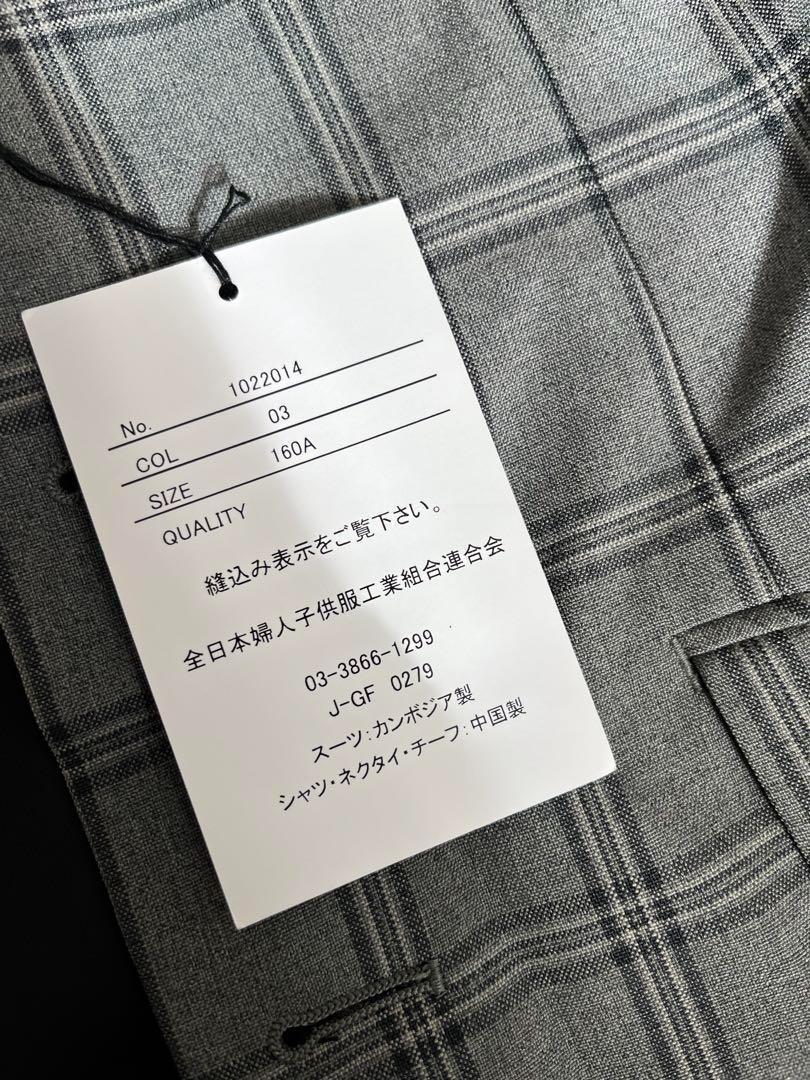 No. 1022014
COL 03
SIZE 160A
QUALITY
縫込み表示をご覧下さい。
全日本婦人子供服工業組合連合会
03-3866-1299
J-GF 0279
スーツ：カンボジア製
シャツ・ネクタイ・チーフ：中国製